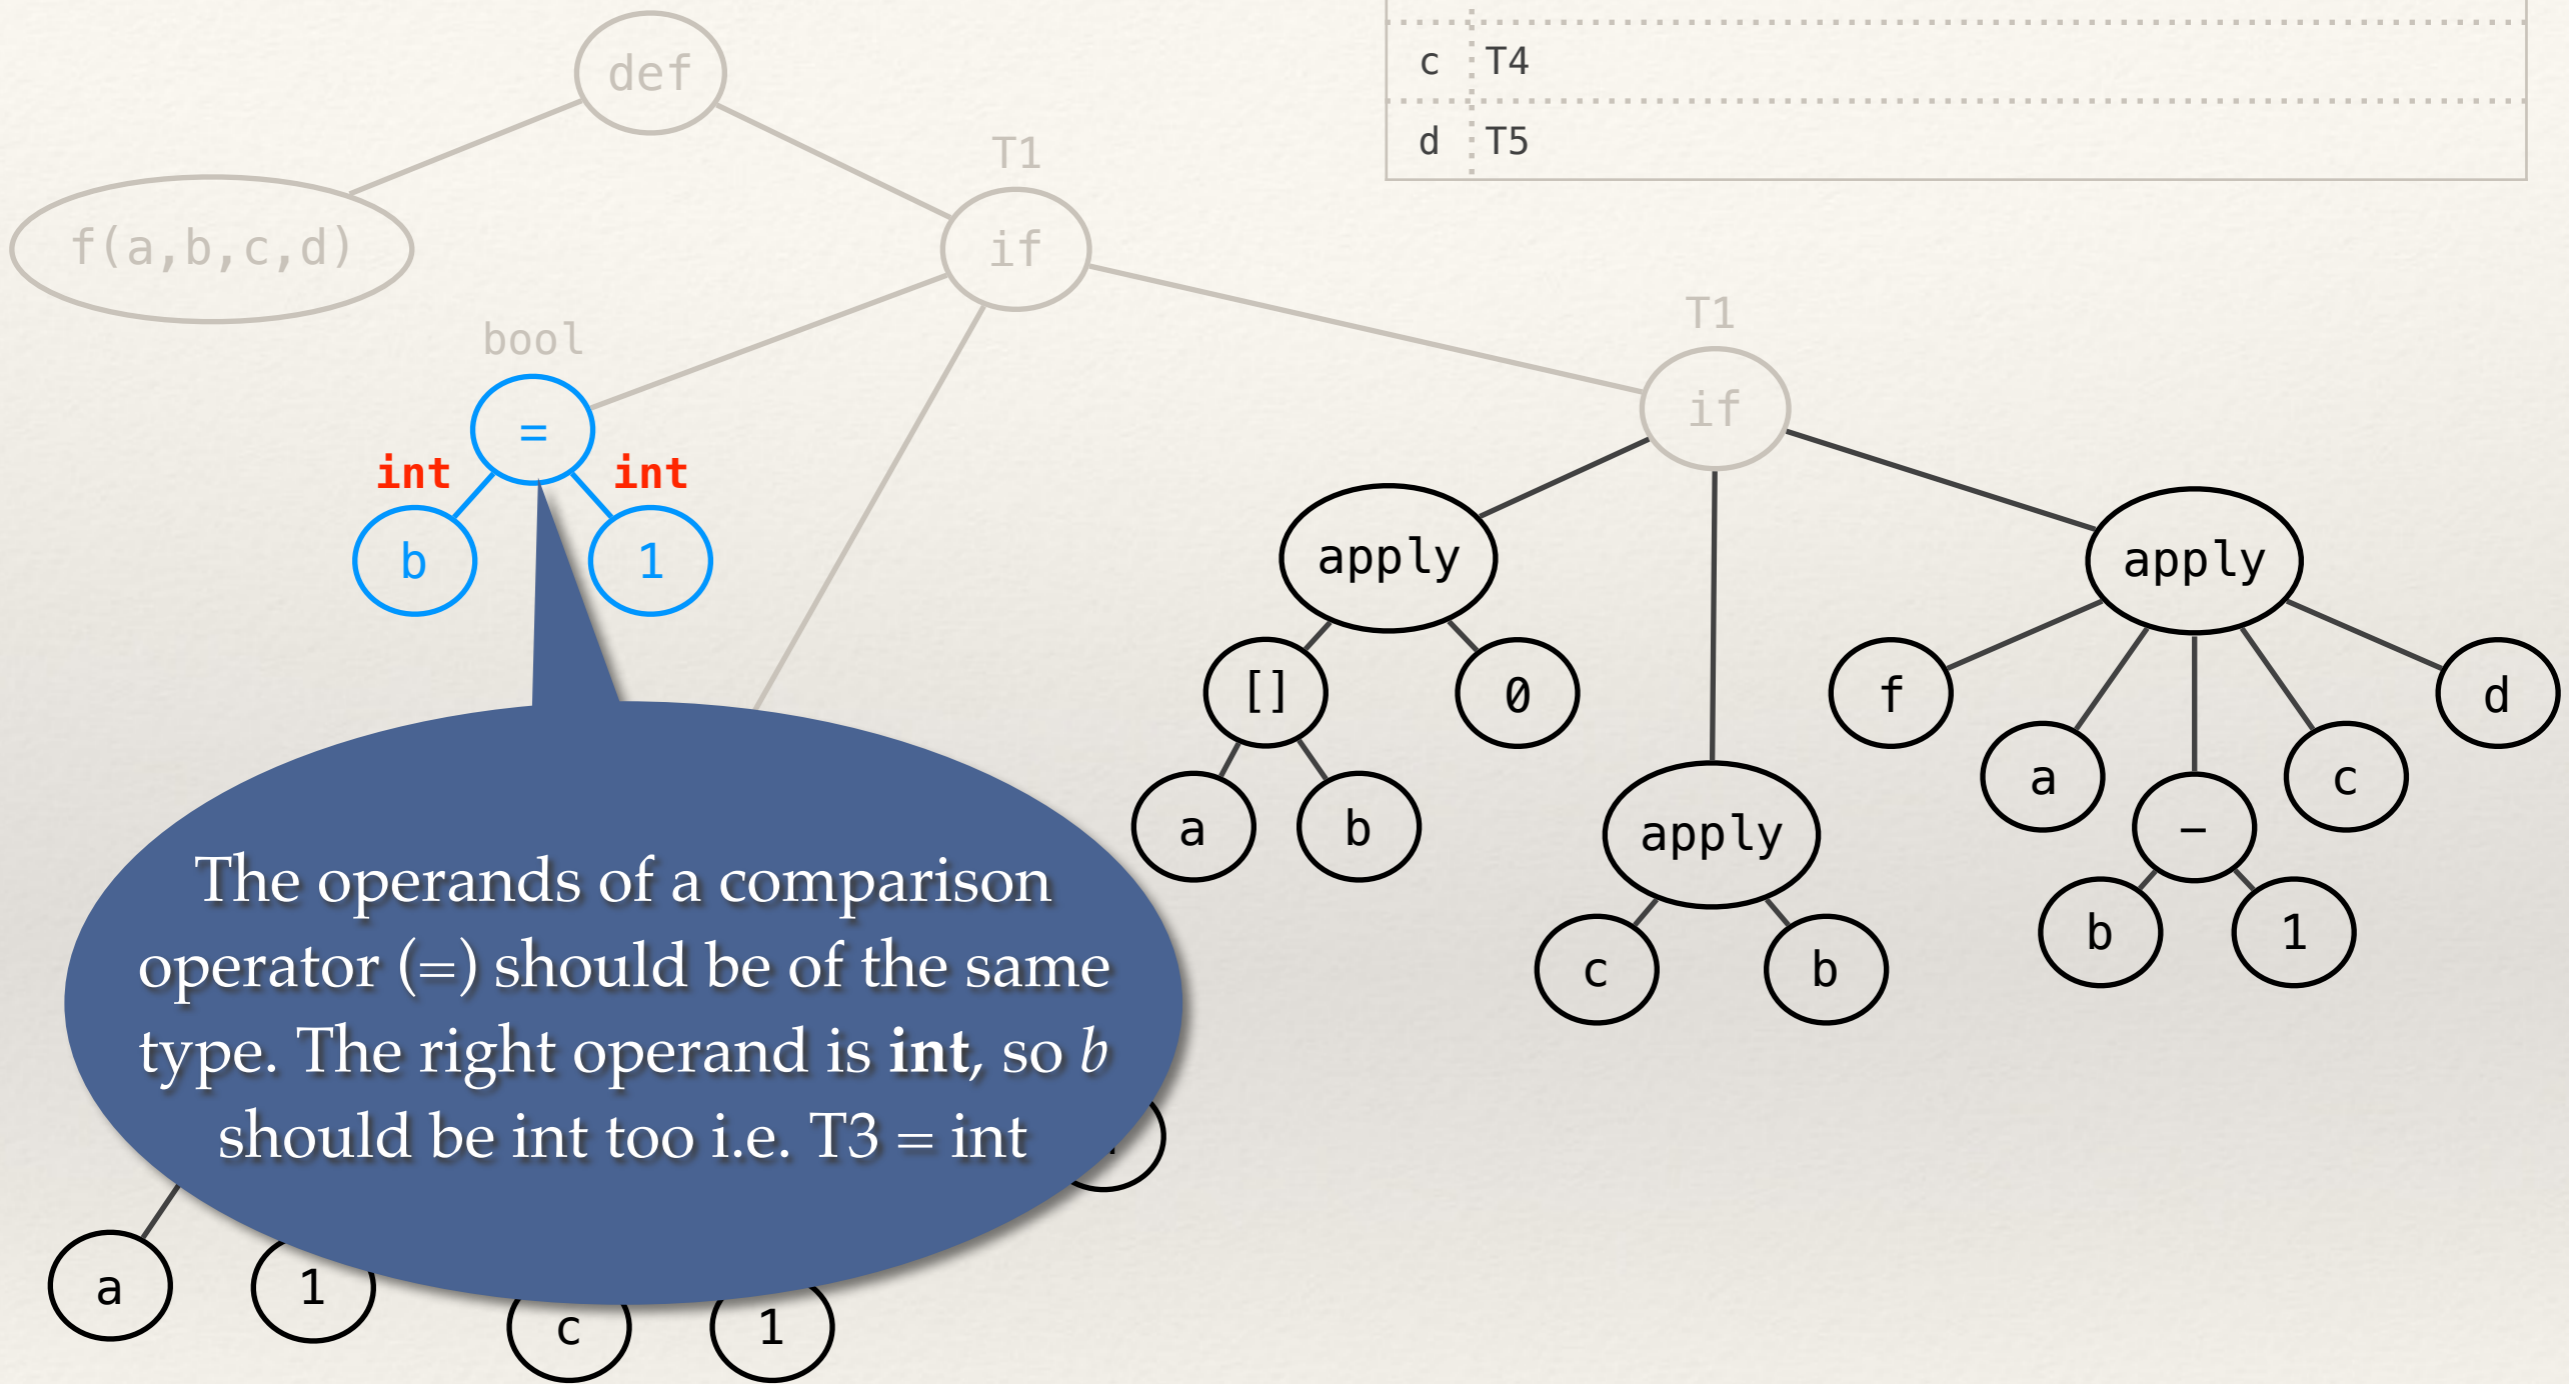 def
c T4
d T5
T1
f(a,b,c,d)
if
T1
bool
if
=
int int
b 1
apply
apply
[] 0
f d
a c
a b
apply
−
b 1
c b
The operands of a comparison
operator (=) should be of the same
type. The right operand is int, so b
should be int too i.e. T3 = int
a 1
c 1